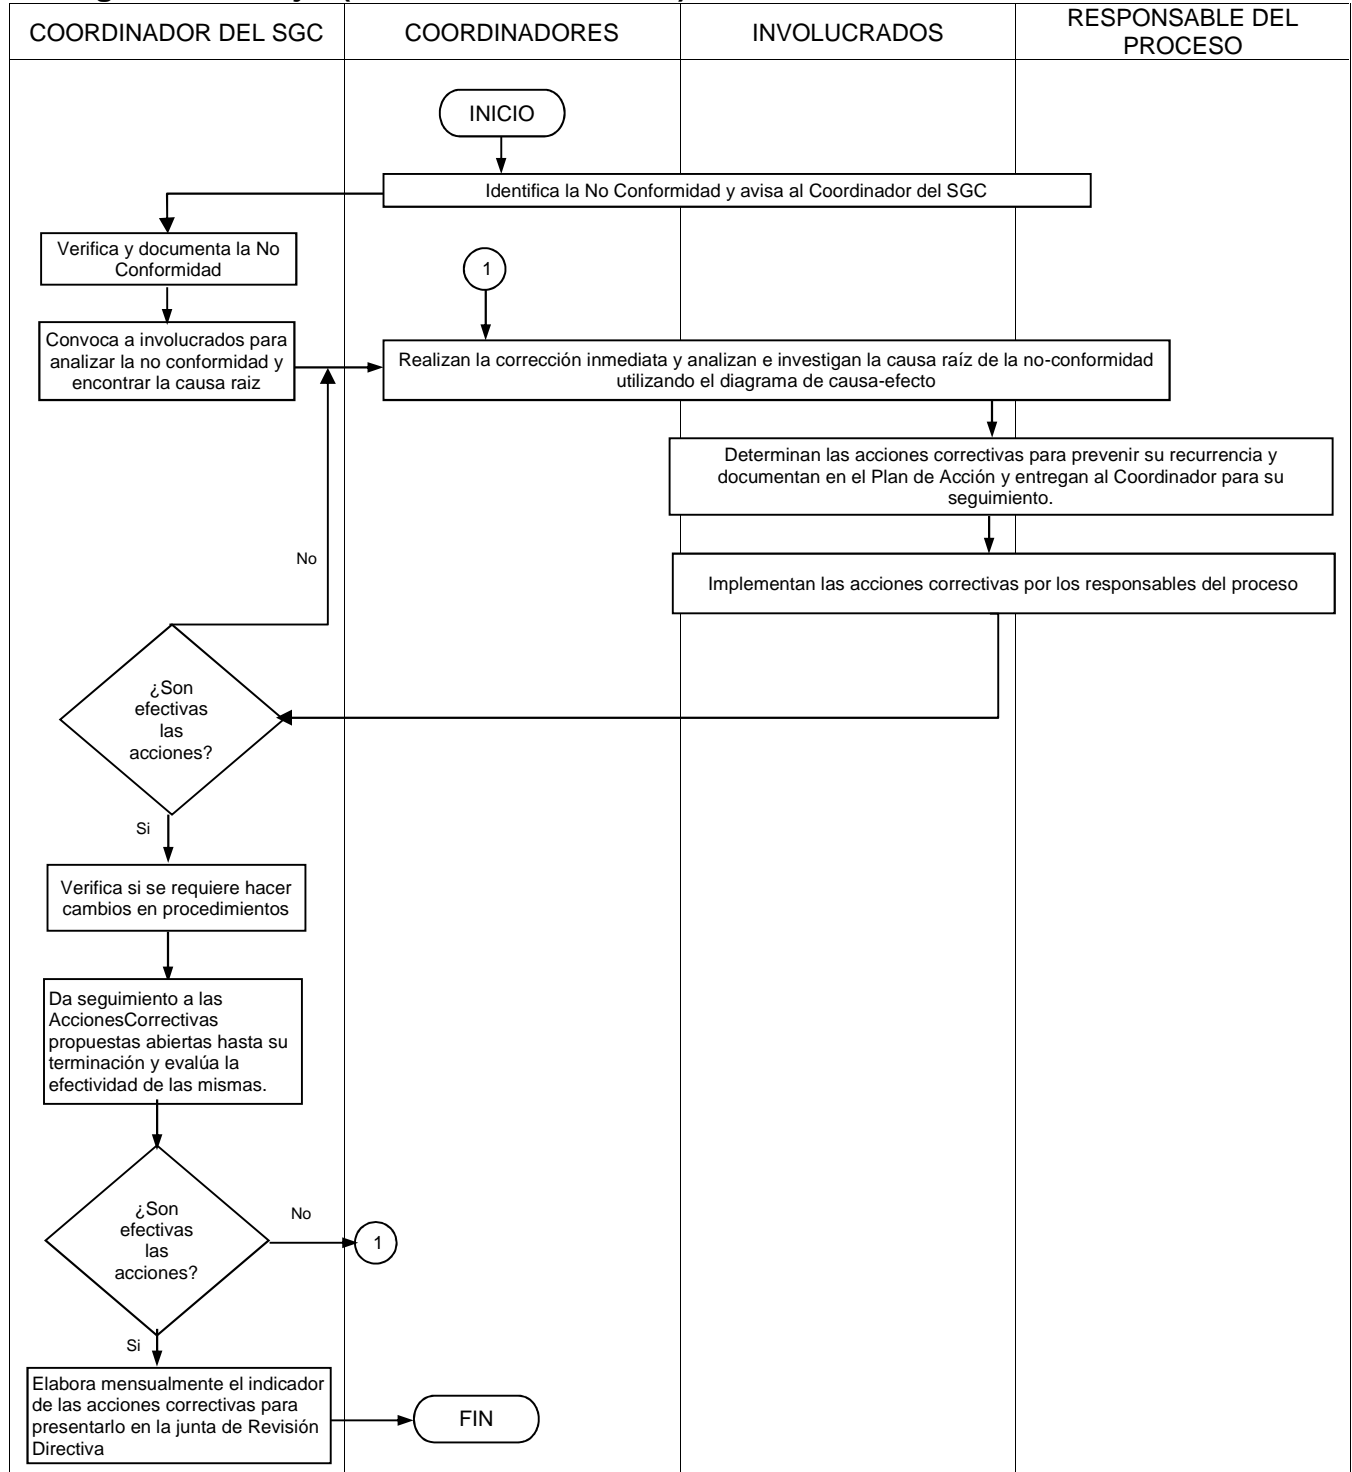 COORDINADOR DEL SGC
COORDINADORES
INVOLUCRADOS
RESPONSABLE DEL
PROCESO
INICIO
Identifica la No Conformidad y avisa al Coordinador del SGC
Verifica y documenta la No
Conformidad
1
Convoca a involucrados para
analizar la no conformidad y
encontrar la causa raiz
Realizan la corrección inmediata y analizan e investigan la causa raíz de la no-conformidad
utilizando el diagrama de causa-efecto
Determinan las acciones correctivas para prevenir su recurrencia y
documentan en el Plan de Acción y entregan al Coordinador para su
seguimiento.
No
Implementan las acciones correctivas por los responsables del proceso
¿Son
efectivas
las
acciones?
Si
Verifica si se requiere hacer
cambios en procedimientos
Da seguimiento a las
AccionesCorrectivas
propuestas abiertas hasta su
terminación y evalúa la
efectividad de las mismas.
¿Son
efectivas
las
acciones?
No
1
Si
Elabora mensualmente el indicador
de las acciones correctivas para
presentarlo en la junta de Revisión
Directiva
FIN